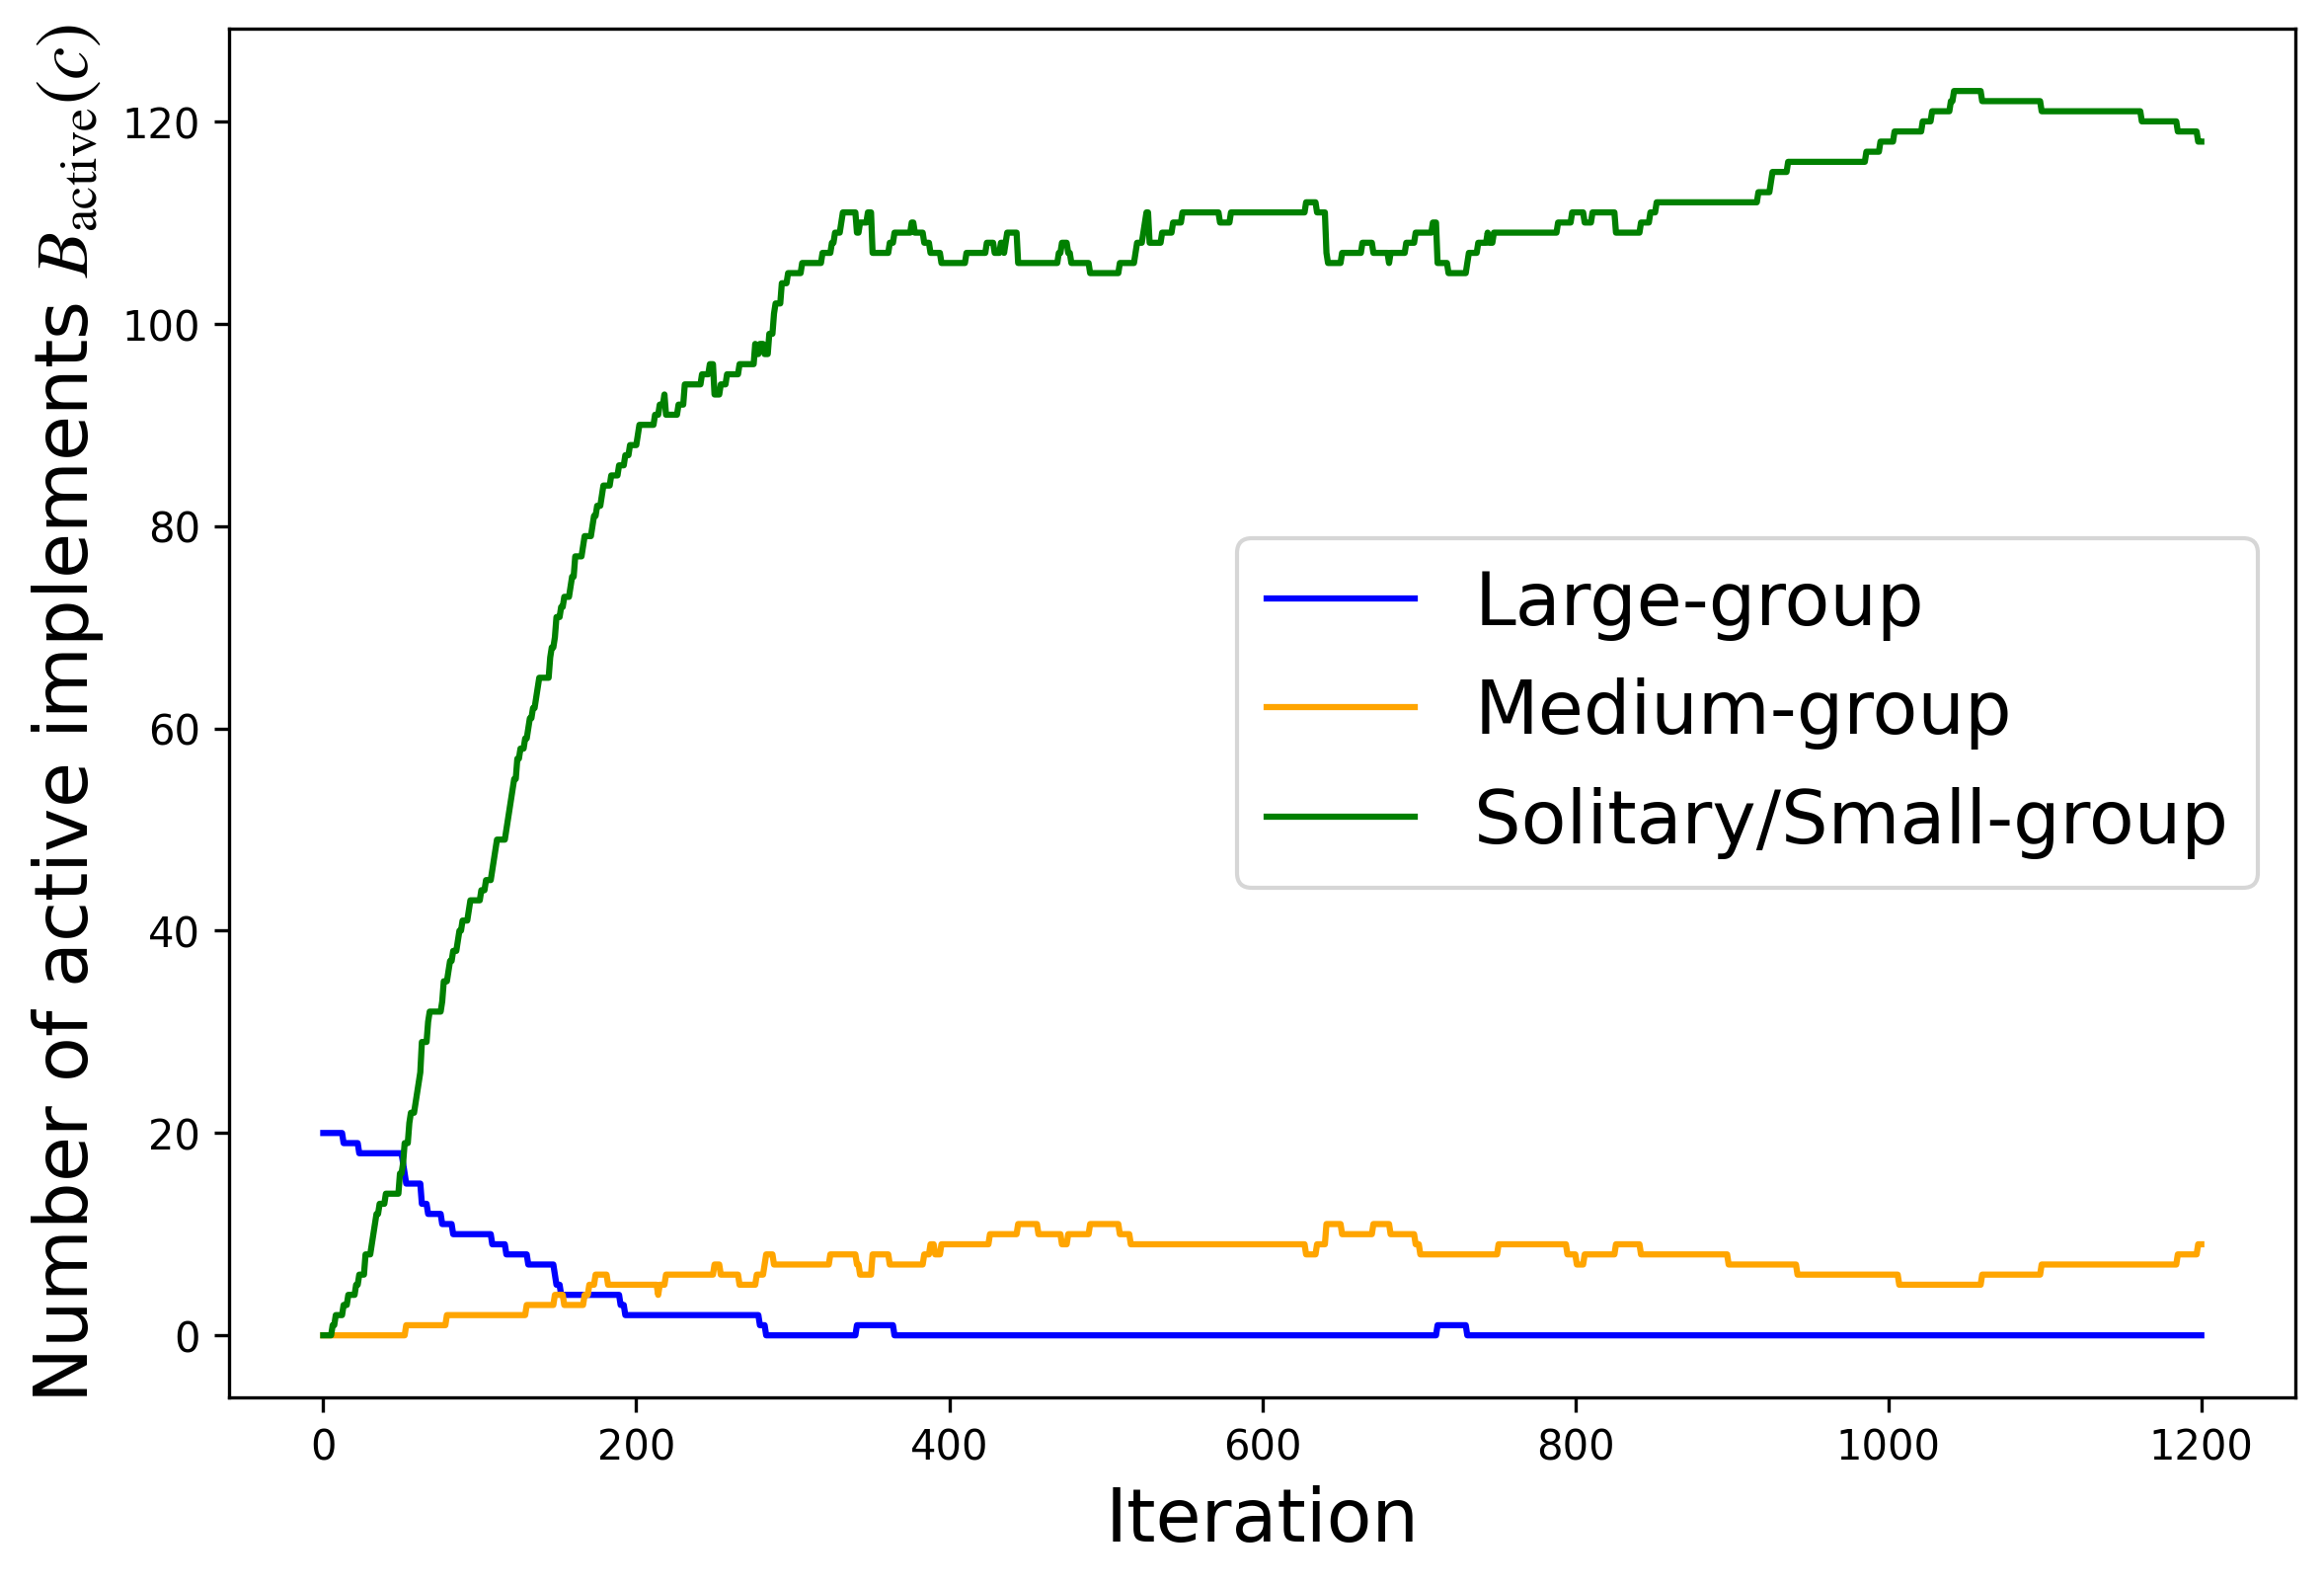 Number of active implements B_active(c)
120
100
80
60
40
20
0
Large-group
Medium-group
Solitary/Small-group
0 200 400 600 800 1000 1200
Iteration